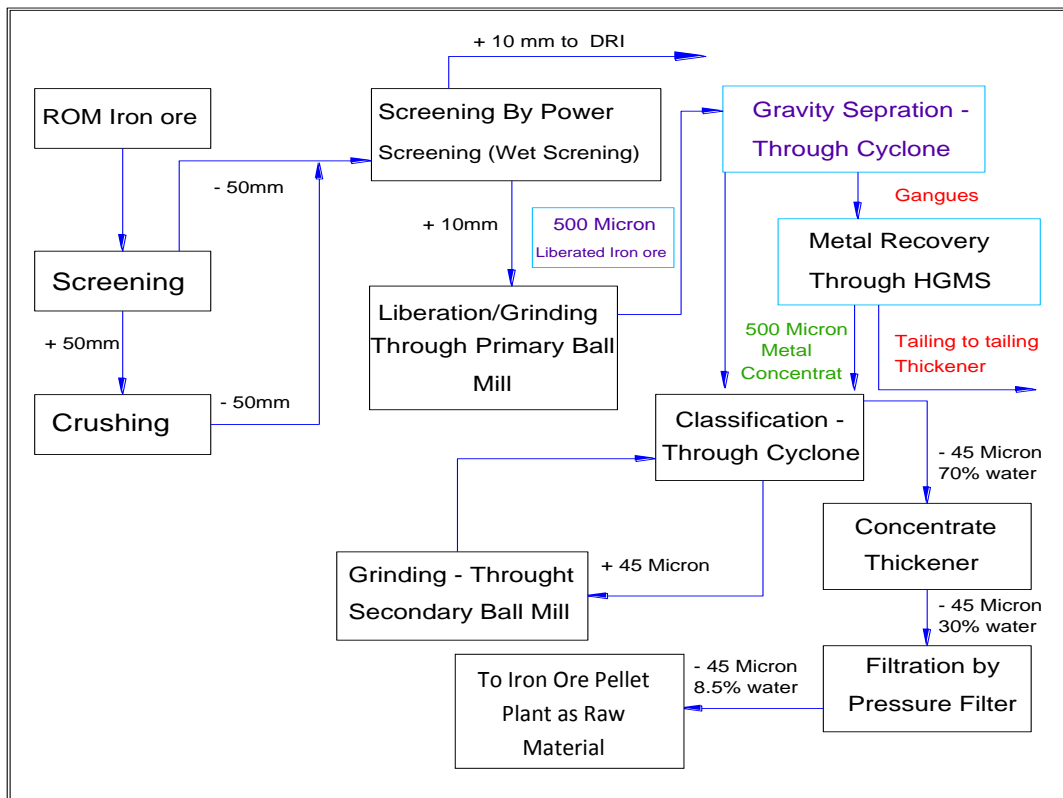 + 10 mm to DRI
ROM Iron ore
Screening By Power
Screening (Wet Screning)
Gravity Sepration -
Through Cyclone
- 50mm
Gangues
+ 10mm
500 Micron
Liberated Iron ore
Metal Recovery
Through HGMS
Screening
Liberation/Grinding
Through Primary Ball
Mill
+ 50mm
500 Micron
Metal
Concentrat
Tailing to tailing
Thickener
Crushing
- 50mm
Classification -
Through Cyclone
- 45 Micron
70% water
Concentrate
Thickener
Grinding - Throught
Secondary Ball Mill
+ 45 Micron
- 45 Micron
30% water
Filtration by
Pressure Filter
- 45 Micron
8.5% water
To Iron Ore Pellet
Plant as Raw
Material